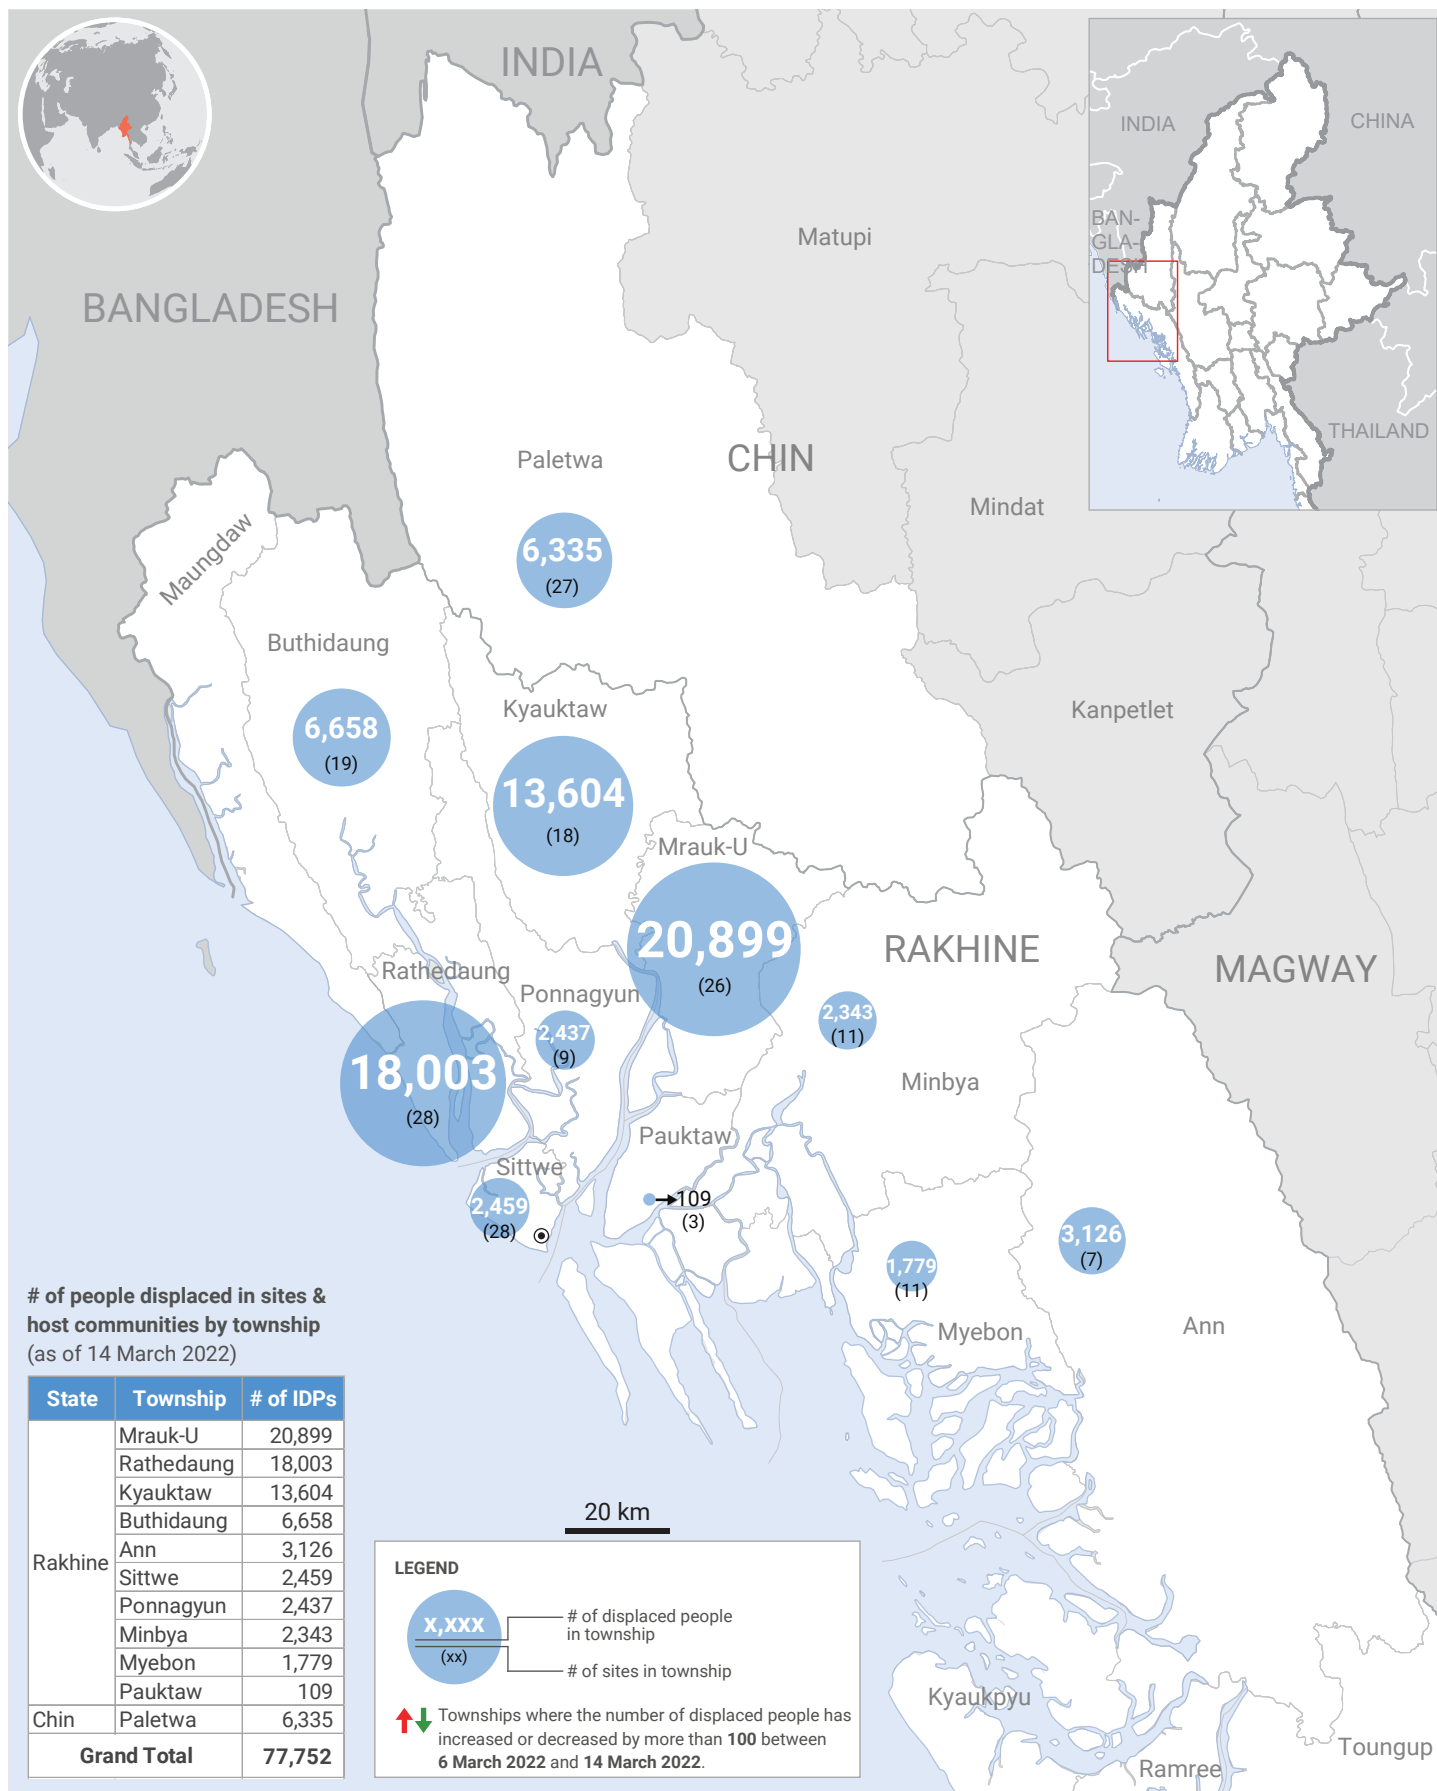 INDIA
INDIA
CHINA
BAN-
GLA-
DESH
THAILAND
BANGLADESH
Matupi
Paletwa
CHIN
6,335
(27)
Mindat
Maungdaw
Buthidaung
6,658
(19)
Kyauktaw
13,604
(18)
Kanpetlet
Mrauk-U
20,899
(26)
RAKHINE
MAGWAY
Rathedaung
18,003
(28)
Ponnagyun
2,437
(9)
2,343
(11)
Minbya
Pauktaw
109
(3)
Sittwe
2,459
(28)
1,779
(11)
Myebon
3,126
(7)
Ann
# of people displaced in sites &
host communities by township
(as of 14 March 2022)
State Township # of IDPs
Rakhine
Mrauk-U 20,899
Rathedaung 18,003
Kyauktaw 13,604
Buthidaung 6,658
Ann 3,126
Sittwe 2,459
Ponnagyun 2,437
Minbya 2,343
Myebon 1,779
Pauktaw 109
Chin Paletwa 6,335
Grand Total 77,752
20 km
LEGEND
x,xxx
(xx)
# of displaced people
in township
# of sites in township
Townships where the number of displaced people has
increased or decreased by more than 100 between
6 March 2022 and 14 March 2022.
Kyaukpyu
Ramree
Toungup